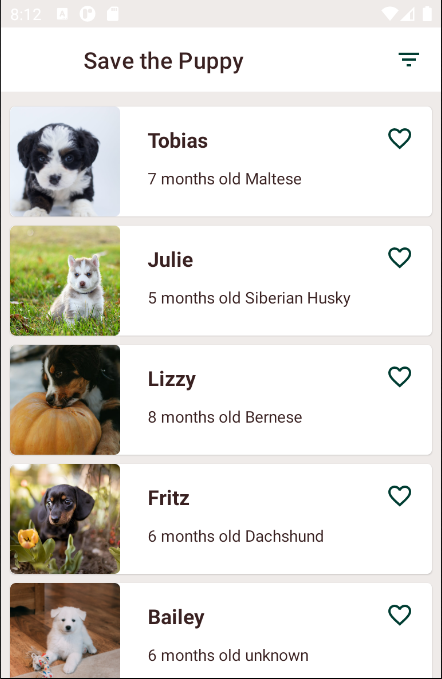 8:12
Save the Puppy
Tobias
7 months old Maltese
Julie
5 months old Siberian Husky
Lizzy
8 months old Bernese
Fritz
6 months old Dachshund
Bailey
6 months old unknown